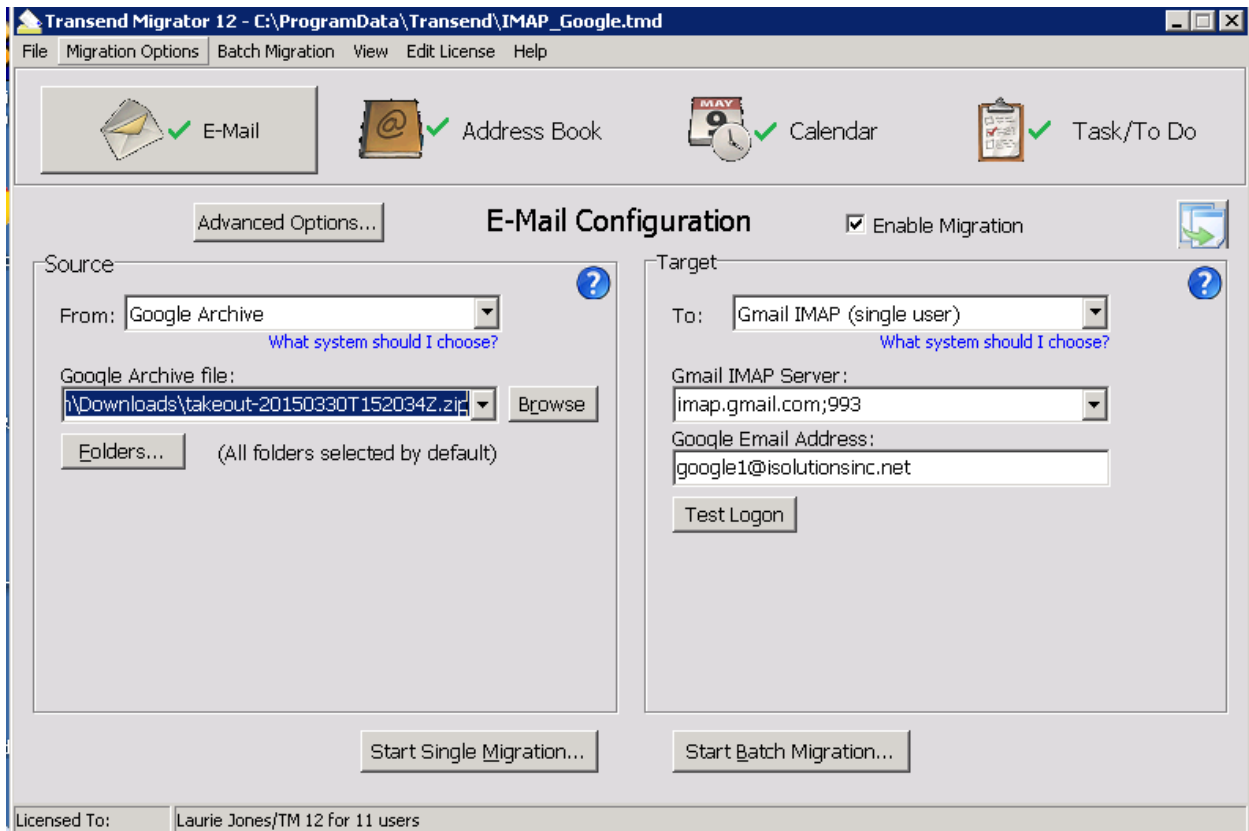 Transend Migrator 12 - C:\ProgramData\Transend\IMAP_Google.tmd
File Migration Options Batch Migration View Edit License Help
E-Mail
Address Book
MAY
9
Calendar
Task/To Do
Advanced Options...
E-Mail Configuration
Enable Migration
Source
From: Google Archive
What system should I choose?
Google Archive file:
\Downloads\takeout-20150330T152034Z.zip
Browse
Folders...
(All folders selected by default)
Target
To: Gmail IMAP (single user)
What system should I choose?
Gmail IMAP Server:
imap.gmail.com;993
Google Email Address:
google1@isolutionsinc.net
Test Logon
Start Single Migration...
Start Batch Migration...
Licensed To: Laurie Jones/TM 12 for 11 users